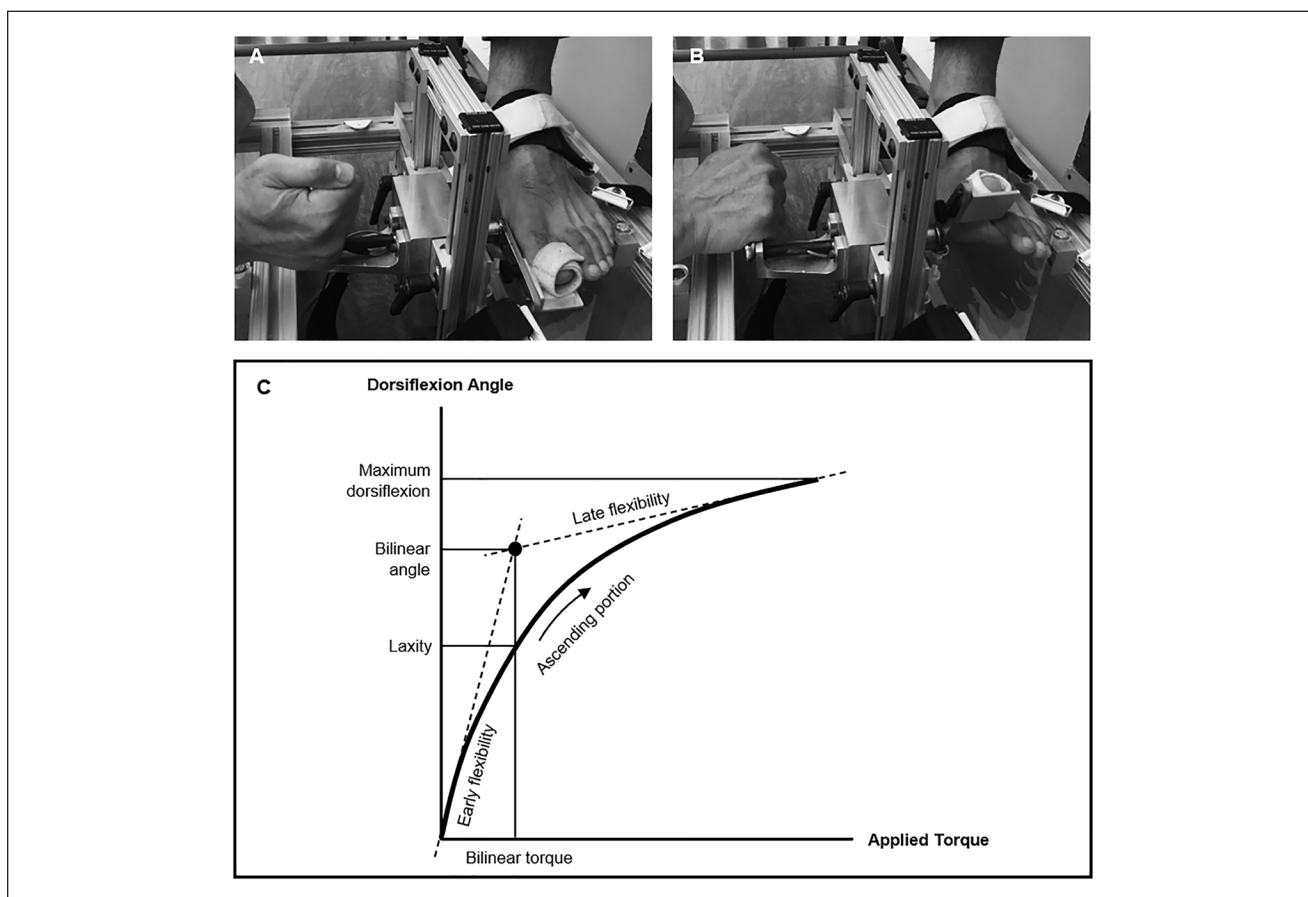 A
B
C
Dorsiflexion Angle
Maximum
dorsiflexion
Late flexibility
Bilinear
angle
Ascending portion
Laxity
Early flexibility
Applied Torque
Bilinear torque